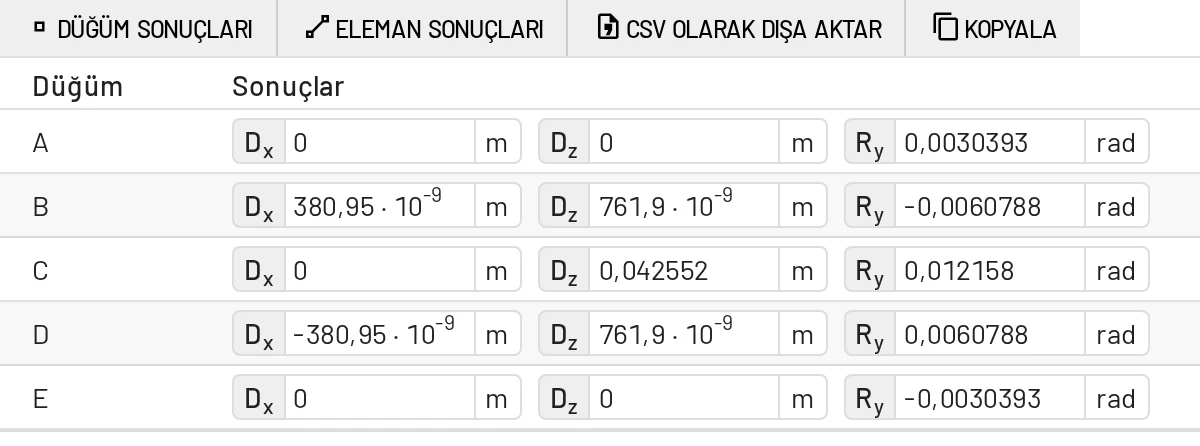 DÜĞÜM SONUÇLARI ELEMAN SONUÇLARI CSV OLARAK DIŞA AKTAR KOPYALA
Düğüm Sonuçlar
A Dx 0 m Dz 0 m Ry 0,0030393 rad
B Dx 380,95 · 10^-9 m Dz 761,9 · 10^-9 m Ry -0,0060788 rad
C Dx 0 m Dz 0,042552 m Ry 0,012158 rad
D Dx -380,95 · 10^-9 m Dz 761,9 · 10^-9 m Ry 0,0060788 rad
E Dx 0 m Dz 0 m Ry -0,0030393 rad